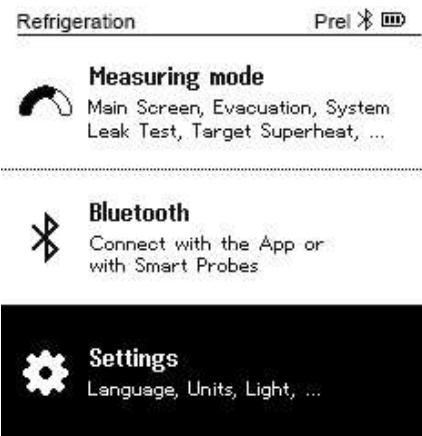 Refrigeration Prel
Measuring mode
Main Screen, Evacuation, System
Leak Test, Target Superheat, ...
Bluetooth
Connect with the App or
with Smart Probes
Settings
Language, Units, Light, ...